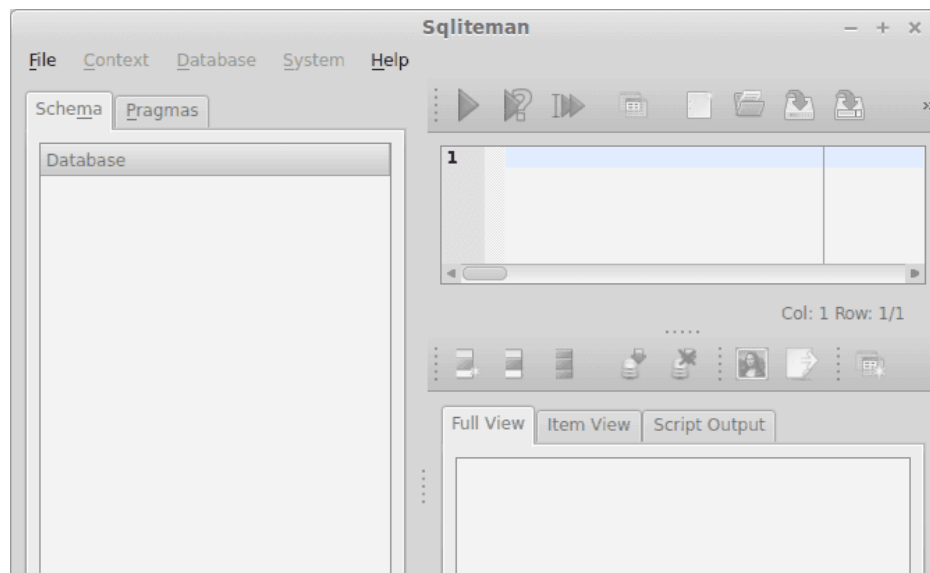 Sqliteman
File Context Database System Help
Schema Pragmas
Database
1
Col: 1 Row: 1/1
Full View Item View Script Output